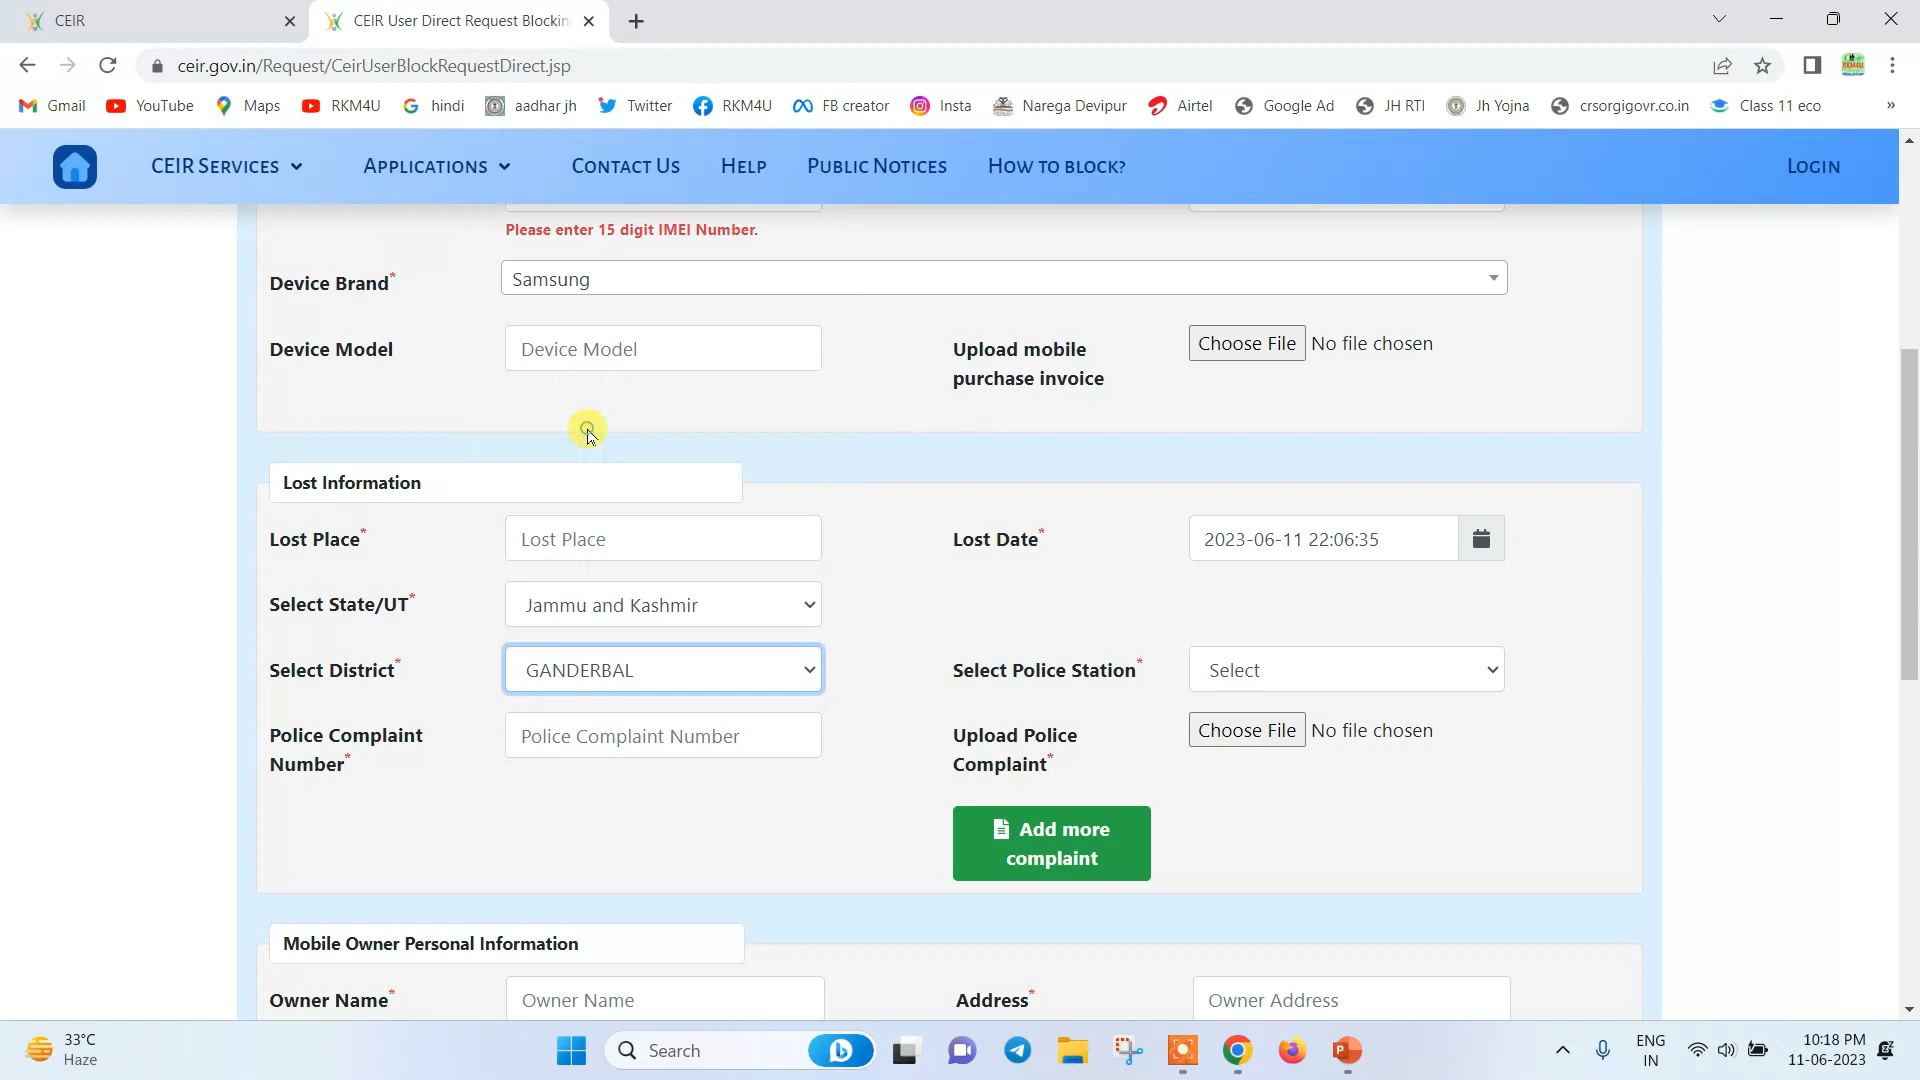 CEIR
CEIR User Direct Request Blockin
ceir.gov.in/Request/CeirUserBlockRequestDirect.jsp
Gmail YouTube Maps RKM4U hindi aadhar jh Twitter RKM4U FB creator Insta Narega Devipur Airtel Google Ad JH RTI Jh Yojna crsorgigovr.co.in Class 11 eco »
CEIR SERVICES APPLICATIONS CONTACT US HELP PUBLIC NOTICES HOW TO BLOCK? LOGIN
Please enter 15 digit IMEI Number.
Device Brand* Samsung
Device Model Device Model Upload mobile purchase invoice Choose File No file chosen
Lost Information
Lost Place* Lost Place Lost Date* 2023-06-11 22:06:35
Select State/UT* Jammu and Kashmir
Select District* GANDERBAL Select Police Station* Select
Police Complaint Number* Police Complaint Number Upload Police Complaint* Choose File No file chosen
Add more
complaint
Mobile Owner Personal Information
Owner Name* Owner Name Address* Owner Address
33°C
Haze
Search
ENG
IN
10:18 PM
11-06-2023